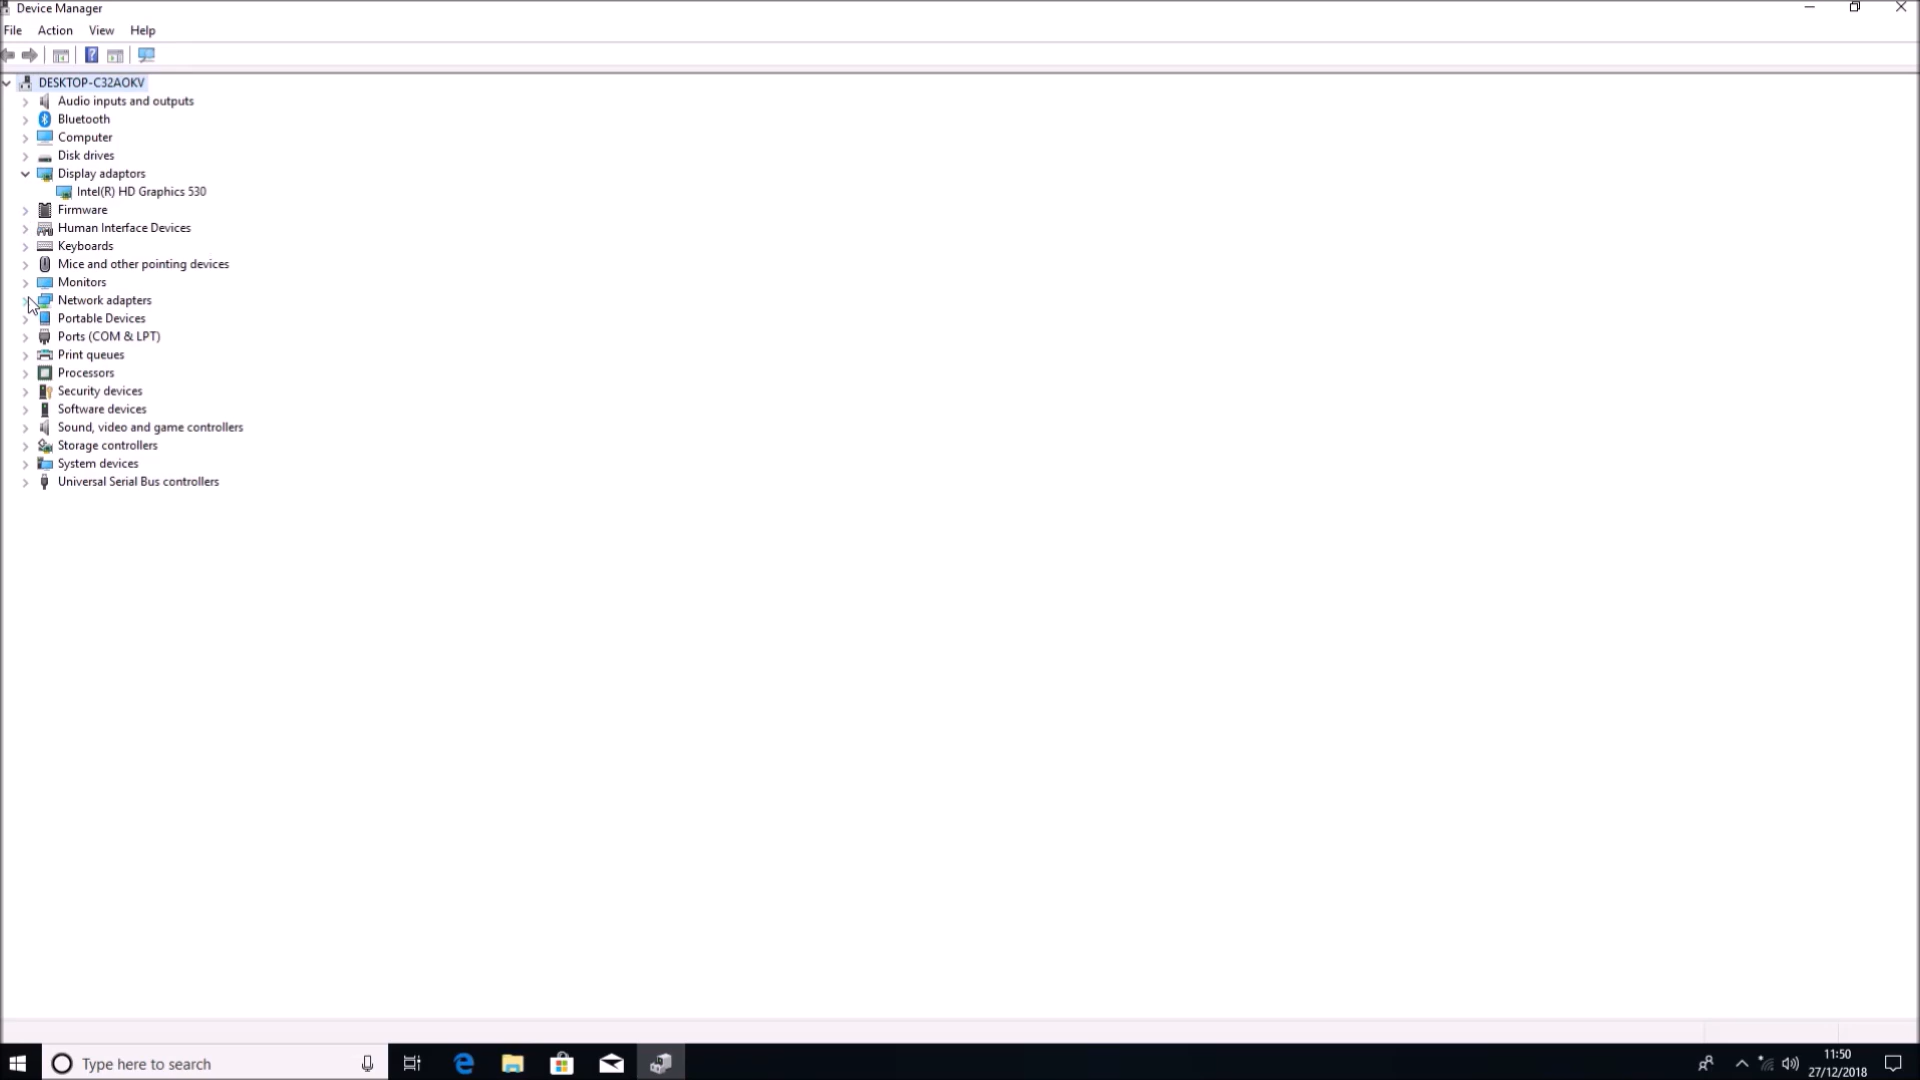 Device Manager
File Action View Help
DESKTOP-C32AOKV
Audio inputs and outputs
Bluetooth
Computer
Disk drives
Display adaptors
Intel(R) HD Graphics 530
Firmware
Human Interface Devices
Keyboards
Mice and other pointing devices
Monitors
Network adapters
Portable Devices
Ports (COM & LPT)
Print queues
Processors
Security devices
Software devices
Sound, video and game controllers
Storage controllers
System devices
Universal Serial Bus controllers
Type here to search
11:50
27/12/2018